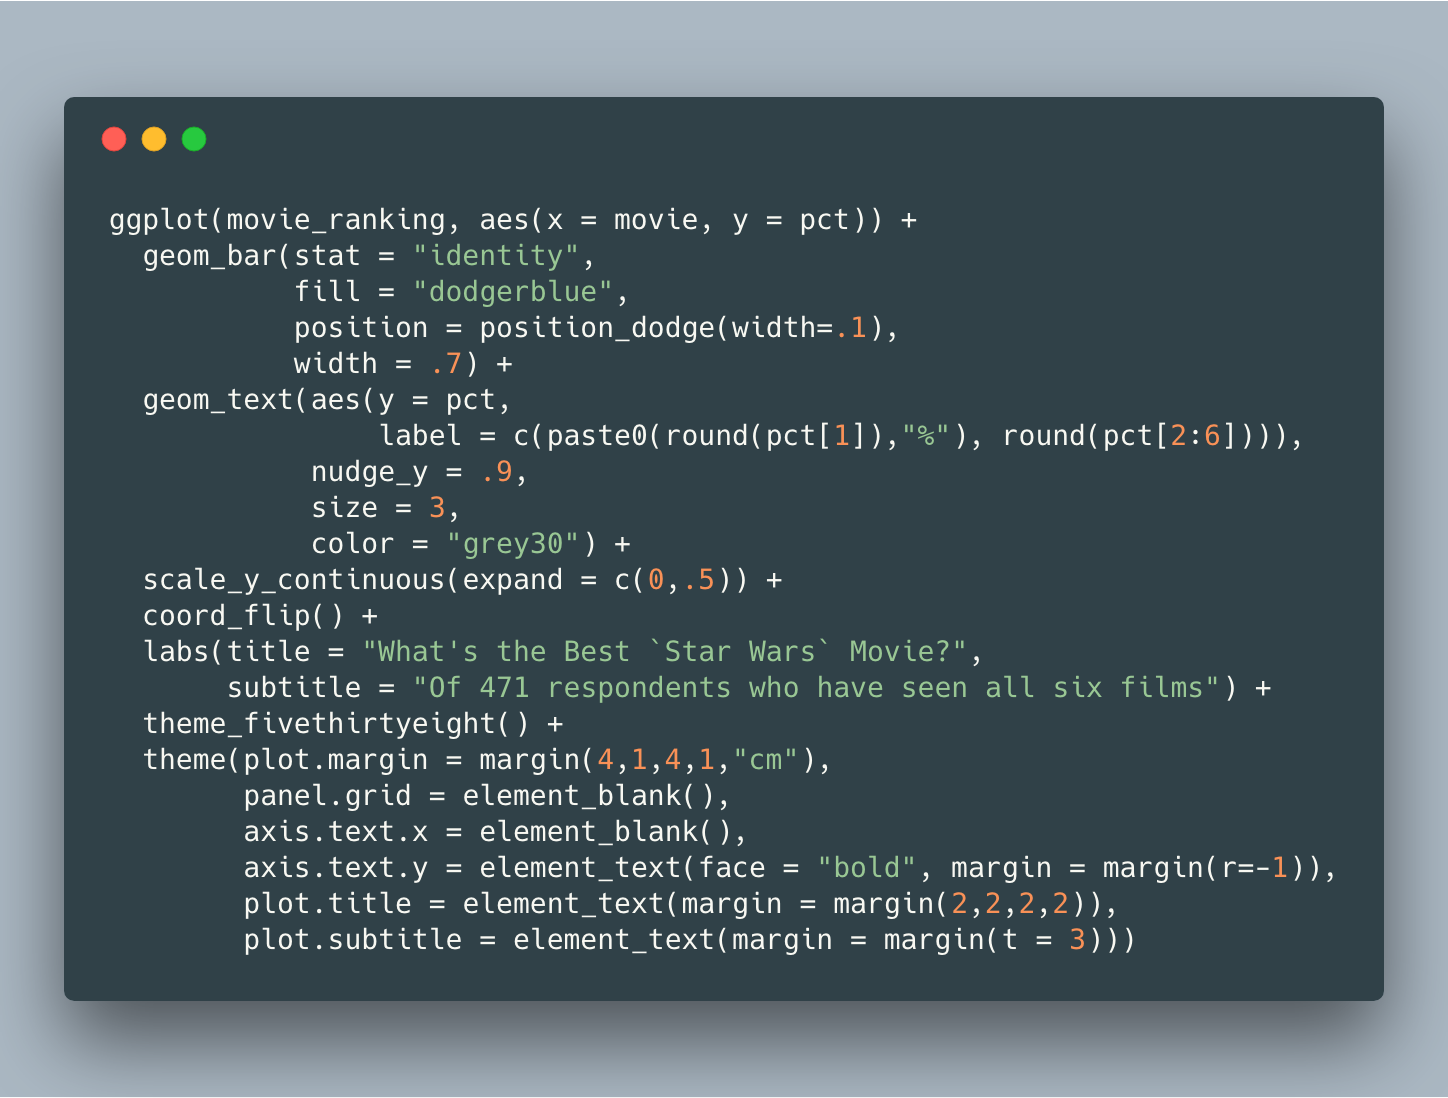 ggplot(movie_ranking, aes(x = movie, y = pct)) +
  geom_bar(stat = "identity",
           fill = "dodgerblue",
           position = position_dodge(width=.1),
           width = .7) +
  geom_text(aes(y = pct,
                label = c(paste0(round(pct[1]),"%"), round(pct[2:6]))),
            nudge_y = .9,
            size = 3,
            color = "grey30") +
  scale_y_continuous(expand = c(0,.5)) +
  coord_flip() +
  labs(title = "What's the Best `Star Wars` Movie?",
       subtitle = "Of 471 respondents who have seen all six films") +
  theme_fivethirtyeight() +
  theme(plot.margin = margin(4,1,4,1,"cm"),
        panel.grid = element_blank(),
        axis.text.x = element_blank(),
        axis.text.y = element_text(face = "bold", margin = margin(r=-1)),
        plot.title = element_text(margin = margin(2,2,2,2)),
        plot.subtitle = element_text(margin = margin(t = 3)))